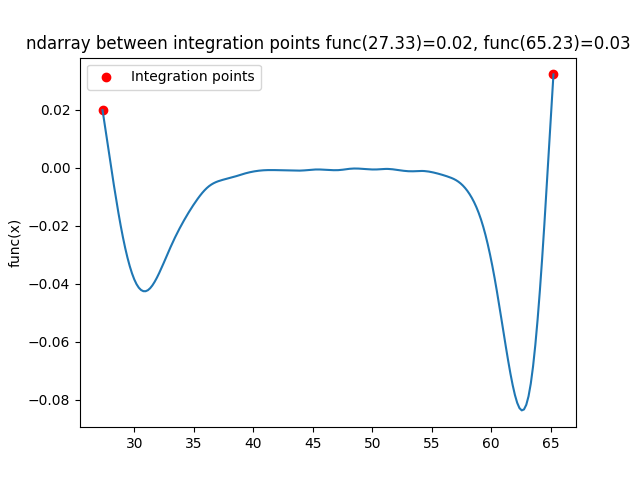 ndarray between integration points func(27.33)=0.02, func(65.23)=0.03
Integration points
0.02
0.00
−0.02
−0.04
−0.06
−0.08
func(x)
30 35 40 45 50 55 60 65